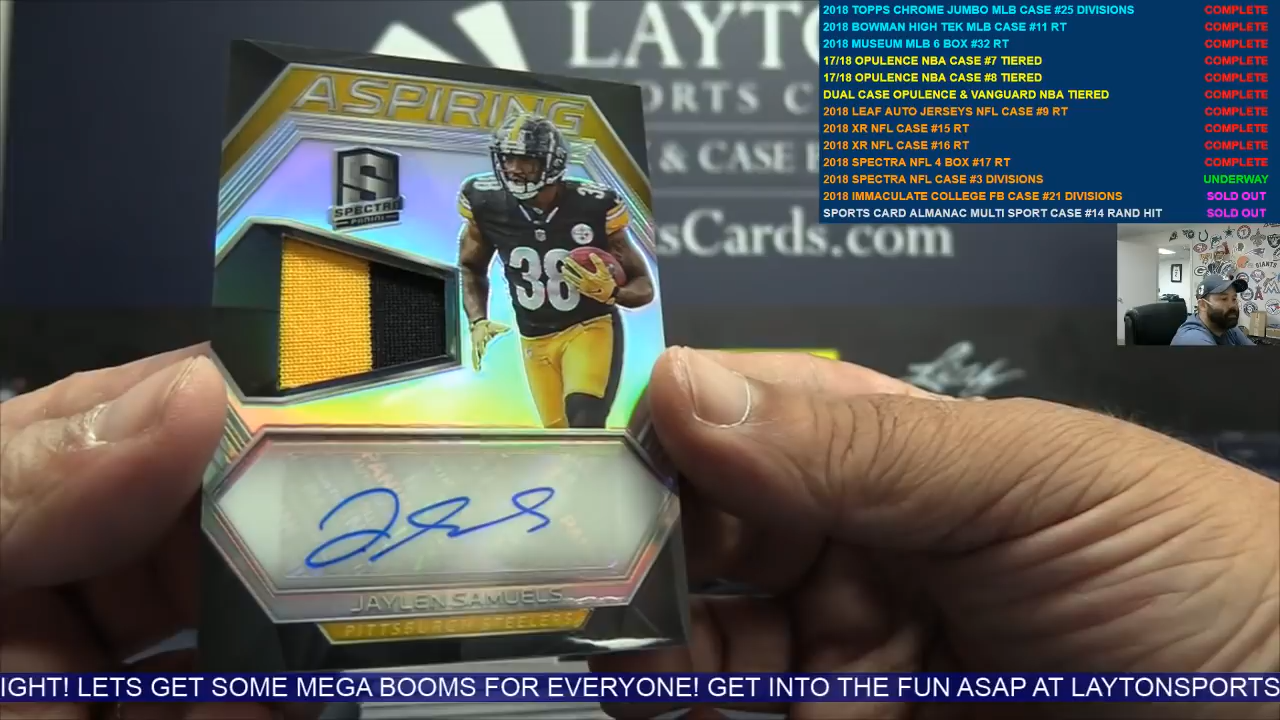 2018 TOPPS CHROME JUMBO MLB CASE #25 DIVISIONS COMPLETE
2018 BOWMAN HIGH TEK MLB CASE #11 RT COMPLETE
2018 MUSEUM MLB 6 BOX #32 RT COMPLETE
17/18 OPULENCE NBA CASE #7 TIERED COMPLETE
17/18 OPULENCE NBA CASE #8 TIERED COMPLETE
DUAL CASE OPULENCE & VANGUARD NBA TIERED COMPLETE
2018 LEAF AUTO JERSEYS NFL CASE #9 RT COMPLETE
2018 XR NFL CASE #15 RT COMPLETE
2018 XR NFL CASE #16 RT COMPLETE
2018 SPECTRA NFL 4 BOX #17 RT COMPLETE
2018 SPECTRA NFL CASE #3 DIVISIONS UNDERWAY
2018 IMMACULATE COLLEGE FB CASE #21 DIVISIONS SOLD OUT
SPORTS CARD ALMANAC MULTI SPORT CASE #14 RAND HIT SOLD OUT
LAYTO
ORTS C
& CASE
sCards.com
Leaf
ASPIRING
S
SPECTRA
PANINI
38
38
38
JAYLEN SAMUELS
PITTSBURGH STEELERS
IGHT! LETS GET SOME MEGA BOOMS FOR EVERYONE! GET INTO THE FUN ASAP AT LAYTONSPORTS